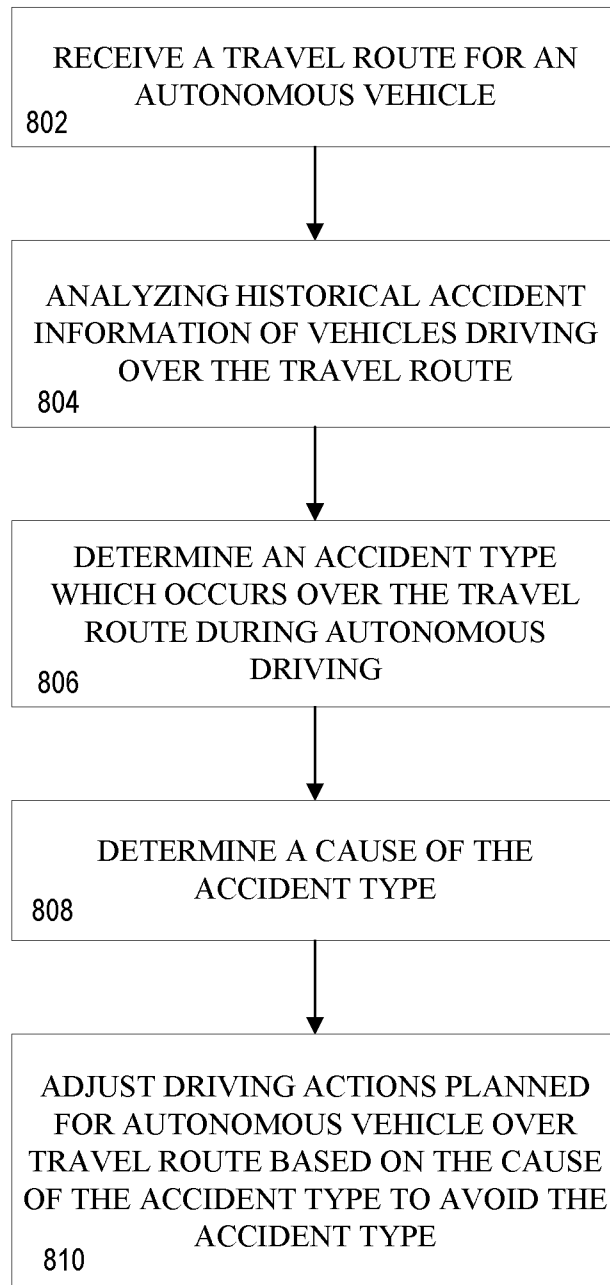 RECEIVE A TRAVEL ROUTE FOR AN
AUTONOMOUS VEHICLE
802
ANALYZING HISTORICAL ACCIDENT
INFORMATION OF VEHICLES DRIVING
OVER THE TRAVEL ROUTE
804
DETERMINE AN ACCIDENT TYPE
WHICH OCCURS OVER THE TRAVEL
ROUTE DURING AUTONOMOUS
DRIVING
806
DETERMINE A CAUSE OF THE
ACCIDENT TYPE
808
ADJUST DRIVING ACTIONS PLANNED
FOR AUTONOMOUS VEHICLE OVER
TRAVEL ROUTE BASED ON THE CAUSE
OF THE ACCIDENT TYPE TO AVOID THE
ACCIDENT TYPE
810